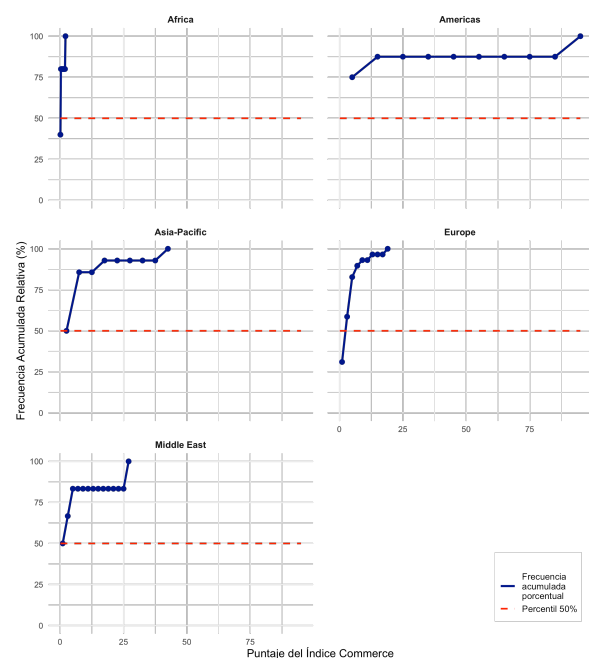 Africa
Americas
100
75
50
25
0
Asia-Pacific
Europe
100
75
50
25
0
0
25
50
75
Middle East
100
75
50
25
0
0
25
50
75
Frecuencia Acumulada Relativa (%)
Puntaje del Índice Commerce
Frecuencia
acumulada
porcentual
Percentil 50%